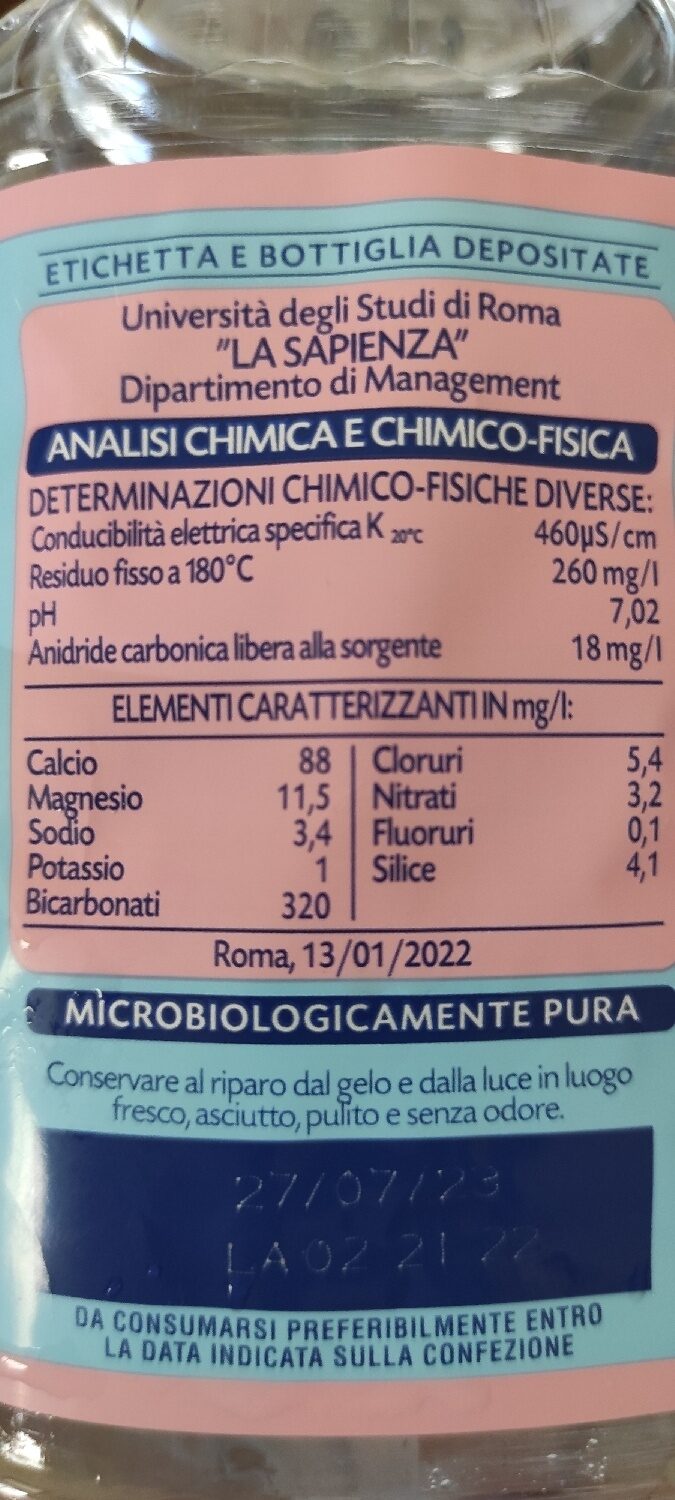 ETICHETTA E BOTTIGLIA DEPOSITATE
Università degli Studi di Roma
"LA SAPIENZA"
Dipartimento di Management
ANALISI CHIMICA E CHIMICO-FISICA
DETERMINAZIONI CHIMICO-FISICHE DIVERSE:
Conducibilità elettrica specifica K 20°C 460µS/cm
Residuo fisso a 180°C 260 mg/l
pH 7,02
Anidride carbonica libera alla sorgente 18 mg/l
ELEMENTI CARATTERIZZANTI IN mg/l:
Calcio 88 Cloruri 5,4
Magnesio 11,5 Nitrati 3,2
Sodio 3,4 Fluoruri 0,1
Potassio 1 Silice 4,1
Bicarbonati 320
Roma, 13/01/2022
MICROBIOLOGICAMENTE PURA
Conservare al riparo dal gelo e dalla luce in luogo
fresco, asciutto, pulito e senza odore.
27/07/23
LA 02 21 22
DA CONSUMARSI PREFERIBILMENTE ENTRO
LA DATA INDICATA SULLA CONFEZIONE